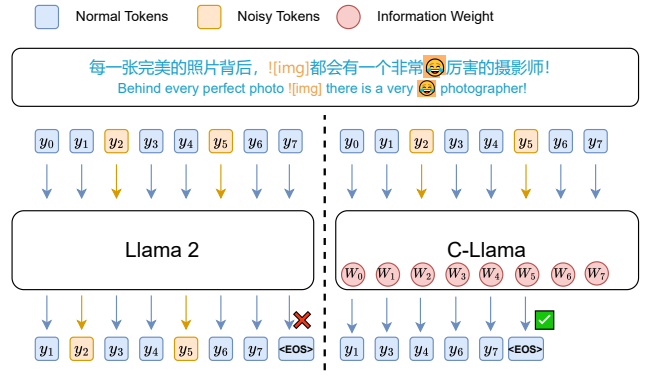 Normal Tokens Noisy Tokens Information Weight
每一张完美的照片背后，![img]都会有一个非常😂厉害的摄影师！
Behind every perfect photo ![img] there is a very 😂 photographer!
y0 y1 y2 y3 y4 y5 y6 y7 y0 y1 y2 y3 y4 y5 y6 y7
Llama 2 C-Llama
W0 W1 W2 W3 W4 W5 W6 W7
y1 y2 y3 y4 y5 y6 y7 <EOS> y1 y3 y4 y6 y7 <EOS>